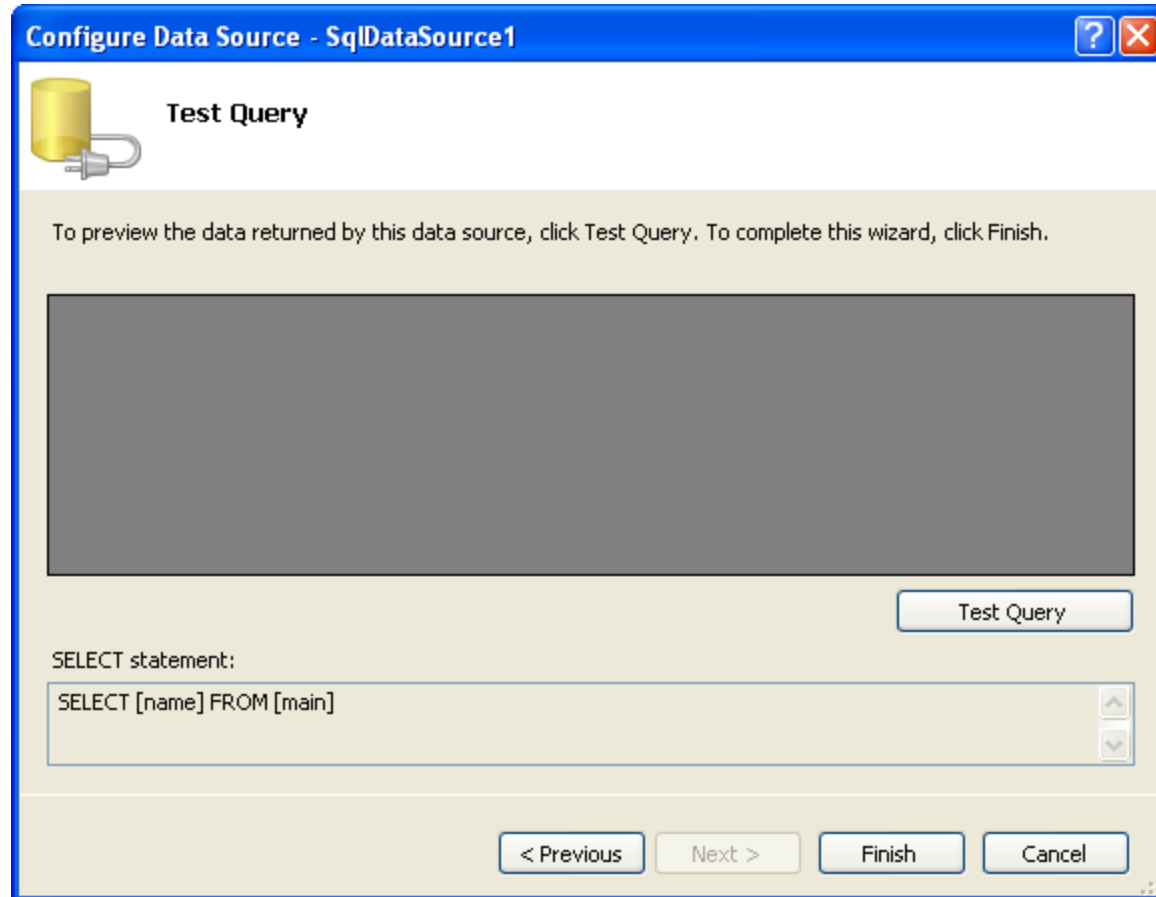 Configure Data Source - SqlDataSource1
Test Query
To preview the data returned by this data source, click Test Query. To complete this wizard, click Finish.
Test Query
SELECT statement:
SELECT [name] FROM [main]
< Previous
Next >
Finish
Cancel